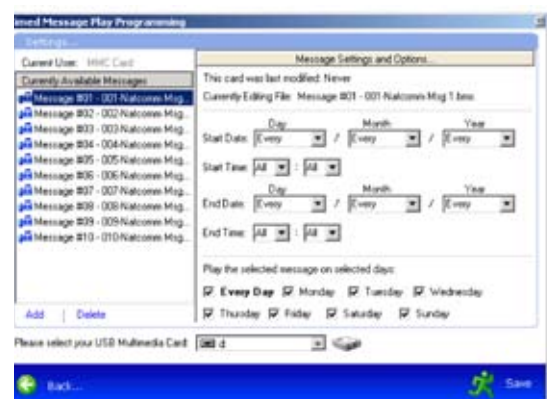 imed Message Play Programming
Settings...
Current User: MMC Card
Currently Available Messages
Message #01 - 001-Natcomm Msg...
Message #02 - 002-Natcomm Msg...
Message #03 - 003-Natcomm Msg...
Message #04 - 004-Natcomm Msg...
Message #05 - 005-Natcomm Msg...
Message #06 - 006-Natcomm Msg...
Message #07 - 007-Natcomm Msg...
Message #08 - 008-Natcomm Msg...
Message #09 - 009-Natcomm Msg...
Message #10 - 010-Natcomm Msg...
Add | Delete
Message Settings and Options...
This card was last modified: Never
Currently Editing File: Message #01 - 001-Natcomm Msg 1.bmx
Day Month Year
Start Date: Every / Every / Every
Start Time: All : All
Day Month Year
End Date: Every / Every / Every
End Time: All : All
Play the selected message on selected days:
Every Day Monday Tuesday Wednesday
Thursday Friday Saturday Sunday
Please select your USB Multimedia Card: d
Back... Save